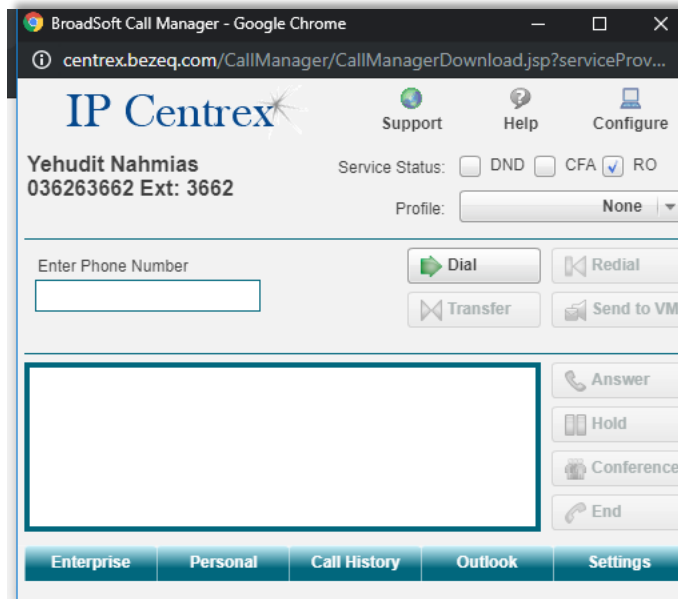 BroadSoft Call Manager - Google Chrome
centrex.bezeq.com/CallManager/CallManagerDownload.jsp?serviceProv...
IP Centrex
Support Help Configure
Yehudit Nahmias
036263662 Ext: 3662
Service Status: DND CFA RO
Profile: None
Enter Phone Number
Dial Redial
Transfer Send to VM
Answer
Hold
Conference
End
Enterprise Personal Call History Outlook Settings